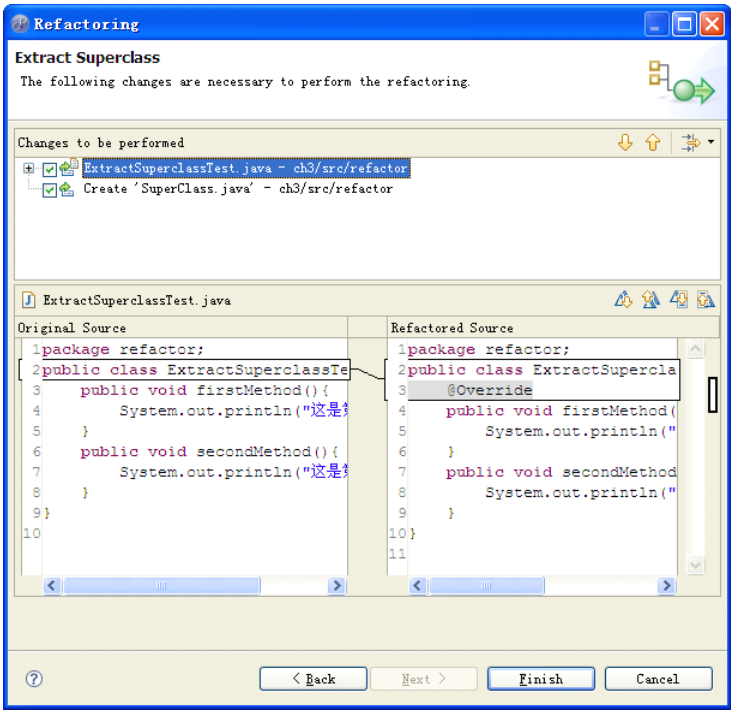 Refactoring
Extract Superclass
The following changes are necessary to perform the refactoring.
Changes to be performed
ExtractSuperclassTest.java - ch3/src/refactor
Create 'SuperClass.java' - ch3/src/refactor
ExtractSuperclassTest.java
Original Source
1package refactor;
2public class ExtractSuperclassTe
3    public void firstMethod(){
4        System.out.println("这是
5    }
6    public void secondMethod(){
7        System.out.println("这是
8    }
9}
10
Refactored Source
1package refactor;
2public class ExtractSupercla
3    @Override
4    public void firstMethod(
5        System.out.println("
6    }
7    public void secondMethod
8        System.out.println("
9    }
10}
11
< Back
Next >
Finish
Cancel